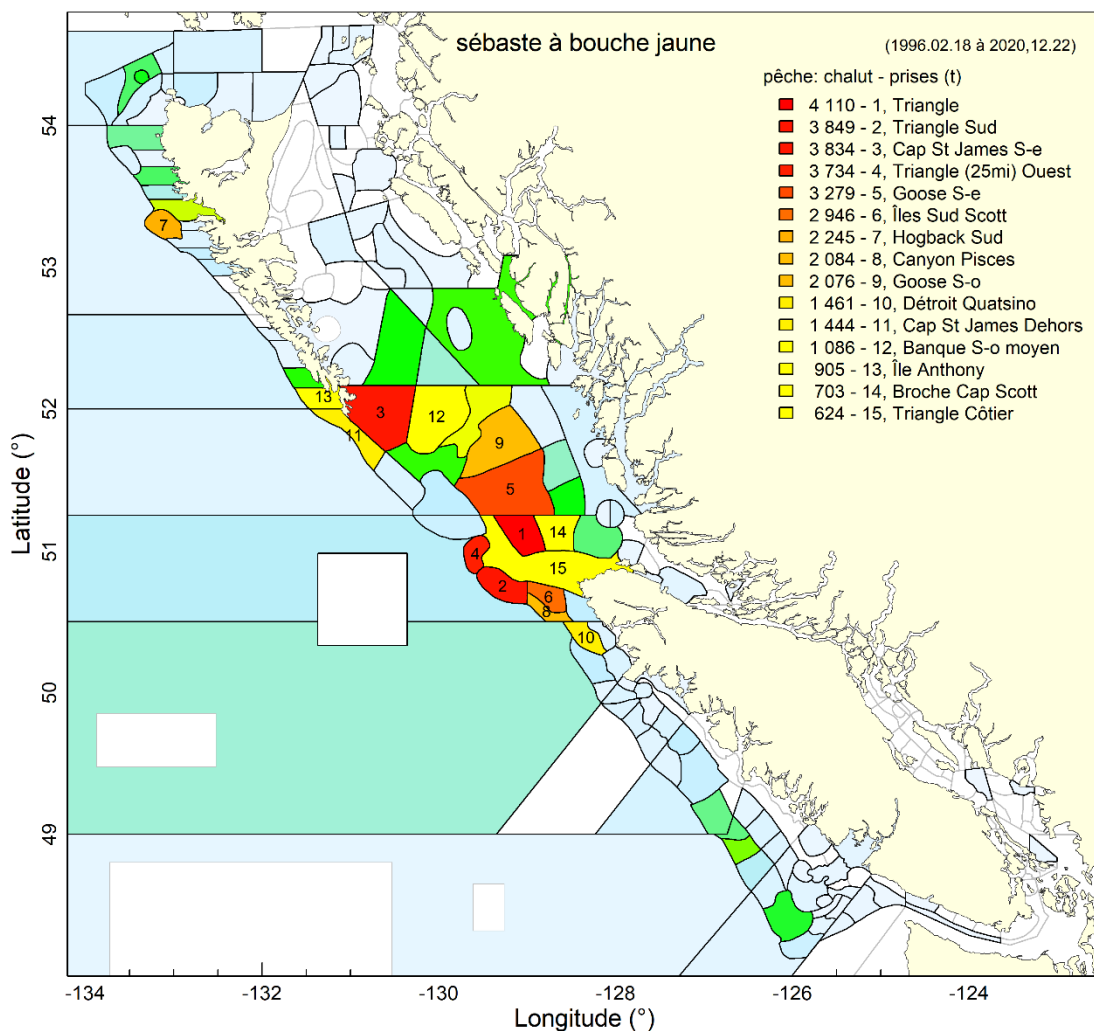 sébaste à bouche jaune
(1996.02.18 à 2020,12.22)
pêche: chalut - prises (t)
4 110 - 1, Triangle
3 849 - 2, Triangle Sud
3 834 - 3, Cap St James S-e
3 734 - 4, Triangle (25mi) Ouest
3 279 - 5, Goose S-e
2 946 - 6, Îles Sud Scott
2 245 - 7, Hogback Sud
2 084 - 8, Canyon Pisces
2 076 - 9, Goose S-o
1 461 - 10, Détroit Quatsino
1 444 - 11, Cap St James Dehors
1 086 - 12, Banque S-o moyen
905 - 13, Île Anthony
703 - 14, Broche Cap Scott
624 - 15, Triangle Côtier
54
53
52
51
50
49
Latitude (°)
7
13
3
12
11
9
5
1
14
4
15
2
6
8
10
-134
-132
-130
-128
-126
-124
Longitude (°)